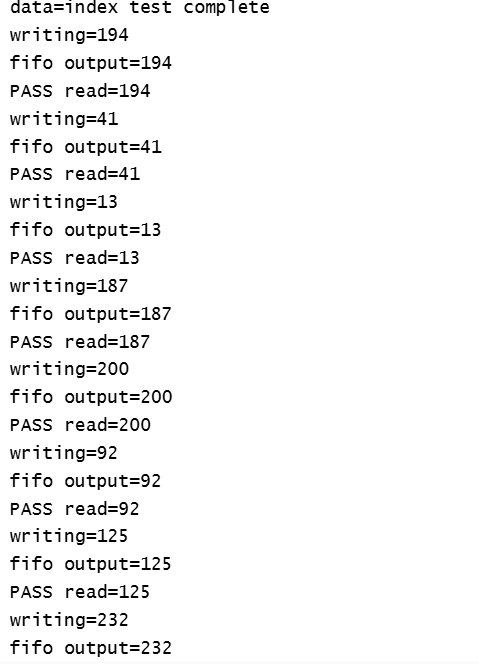 data=index test complete
writing=194
fifo output=194
PASS read=194
writing=41
fifo output=41
PASS read=41
writing=13
fifo output=13
PASS read=13
writing=187
fifo output=187
PASS read=187
writing=200
fifo output=200
PASS read=200
writing=92
fifo output=92
PASS read=92
writing=125
fifo output=125
PASS read=125
writing=232
fifo output=232